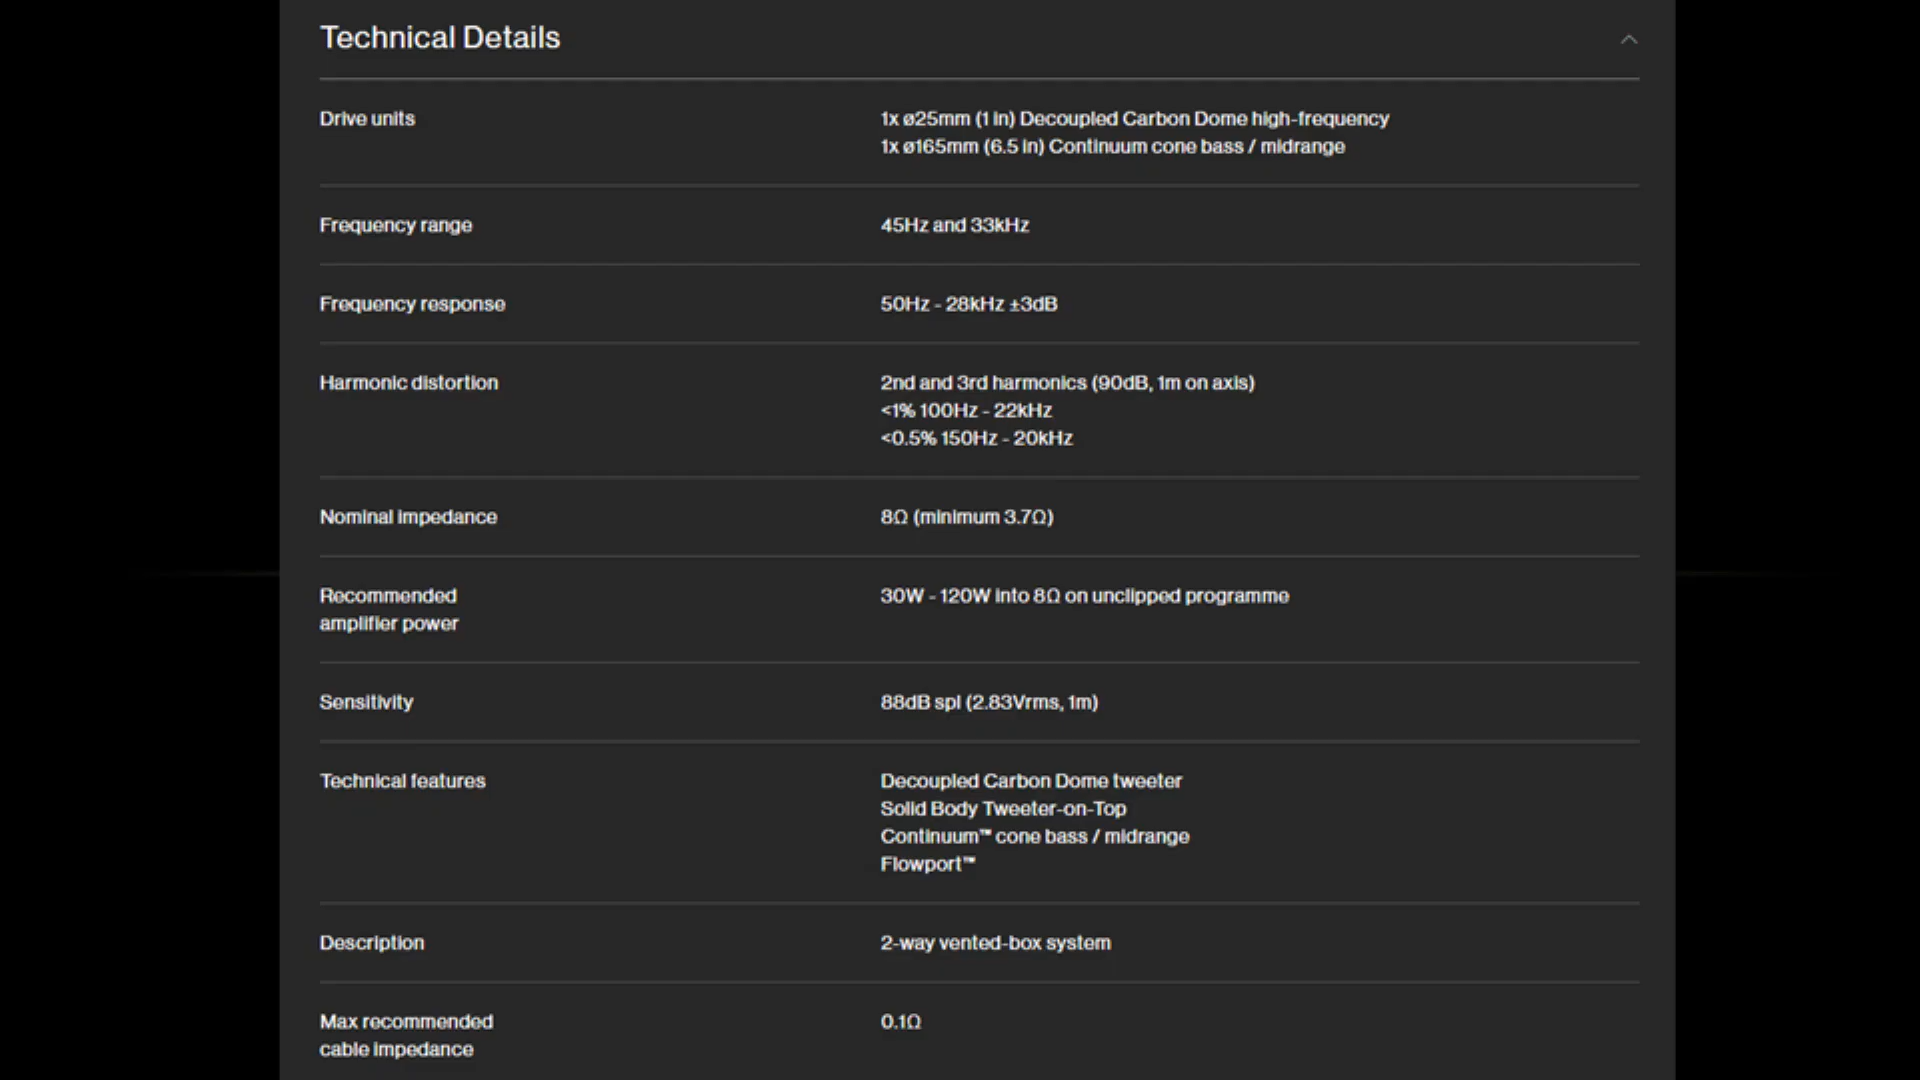 Technical Details
Drive units
1x ø25mm (1 in) Decoupled Carbon Dome high-frequency
1x ø165mm (6.5 in) Continuum cone bass / midrange
Frequency range
45Hz and 33kHz
Frequency response
50Hz - 28kHz ±3dB
Harmonic distortion
2nd and 3rd harmonics (90dB, 1m on axis)
<1% 100Hz - 22kHz
<0.5% 150Hz - 20kHz
Nominal impedance
8Ω (minimum 3.7Ω)
Recommended
amplifier power
30W - 120W into 8Ω on unclipped programme
Sensitivity
88dB spl (2.83Vrms, 1m)
Technical features
Decoupled Carbon Dome tweeter
Solid Body Tweeter-on-Top
Continuum™ cone bass / midrange
Flowport™
Description
2-way vented-box system
Max recommended
cable impedance
0.1Ω